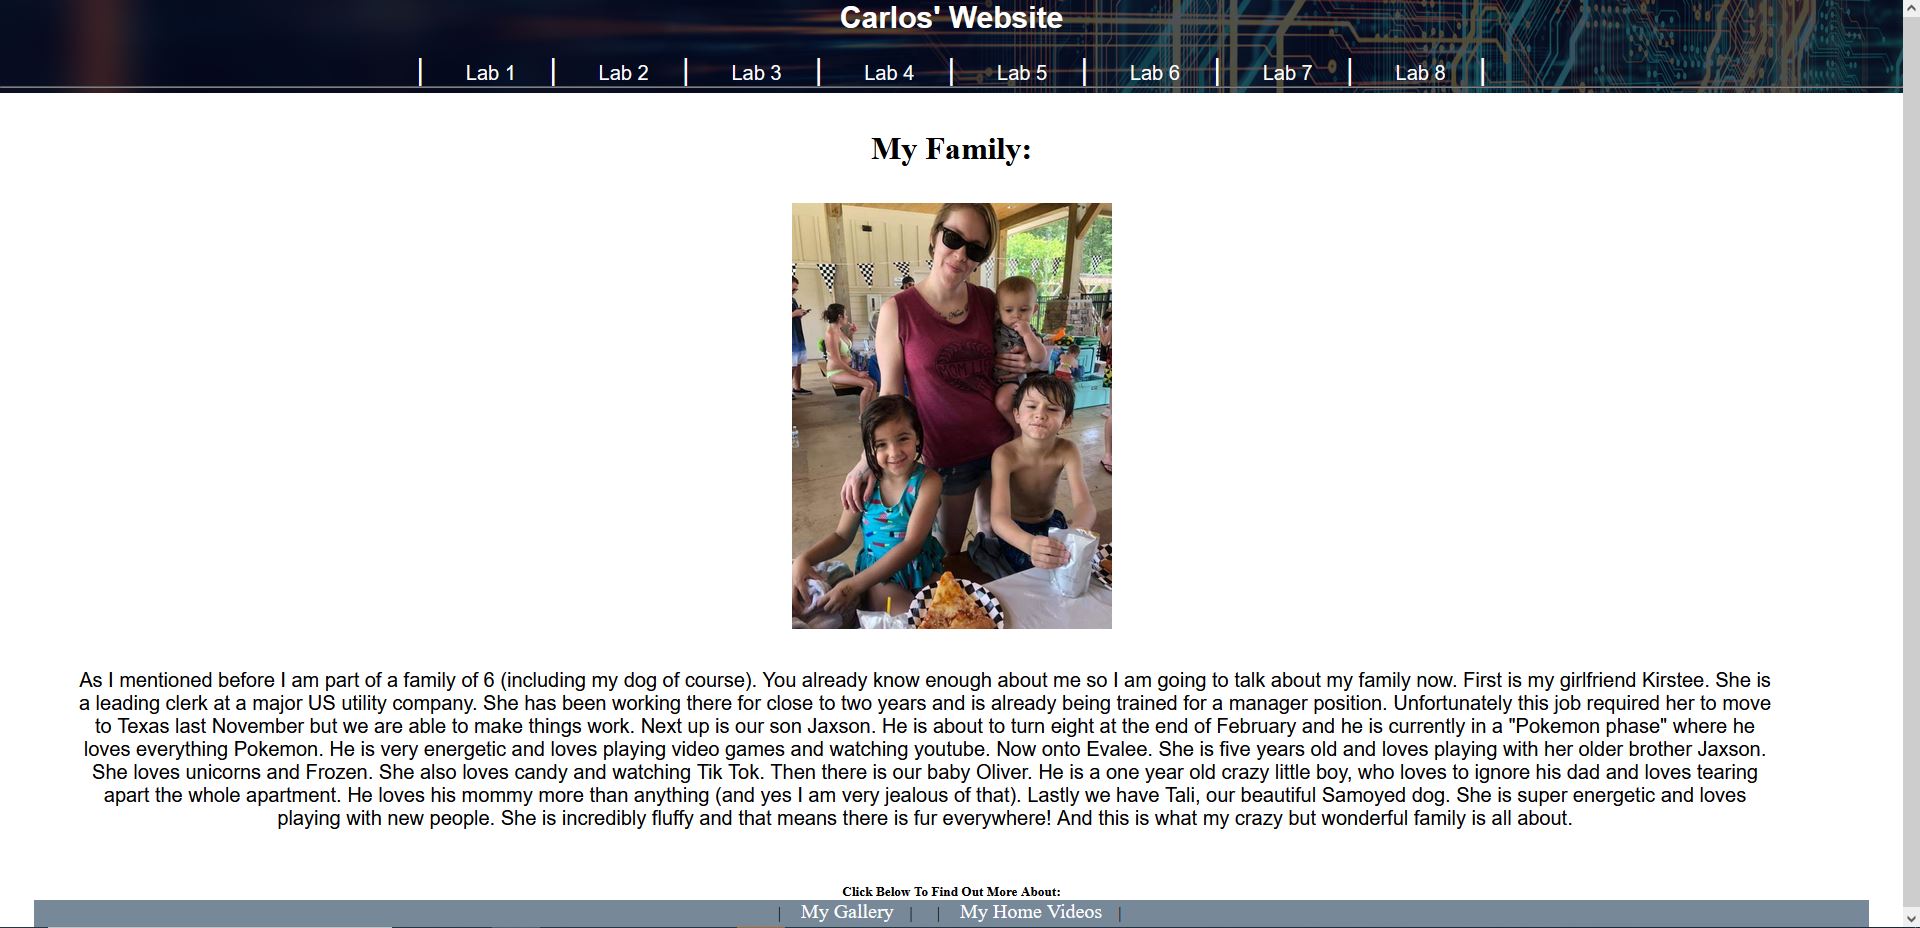 Carlos' Website
| Lab 1 | Lab 2 | Lab 3 | Lab 4 | Lab 5 | Lab 6 | Lab 7 | Lab 8 |
My Family:
MOM LIFE
As I mentioned before I am part of a family of 6 (including my dog of course). You already know enough about me so I am going to talk about my family now. First is my girlfriend Kirstee. She is
a leading clerk at a major US utility company. She has been working there for close to two years and is already being trained for a manager position. Unfortunately this job required her to move
to Texas last November but we are able to make things work. Next up is our son Jaxson. He is about to turn eight at the end of February and he is currently in a "Pokemon phase" where he
loves everything Pokemon. He is very energetic and loves playing video games and watching youtube. Now onto Evalee. She is five years old and loves playing with her older brother Jaxson.
She loves unicorns and Frozen. She also loves candy and watching Tik Tok. Then there is our baby Oliver. He is a one year old crazy little boy, who loves to ignore his dad and loves tearing
apart the whole apartment. He loves his mommy more than anything (and yes I am very jealous of that). Lastly we have Tali, our beautiful Samoyed dog. She is super energetic and loves
playing with new people. She is incredibly fluffy and that means there is fur everywhere! And this is what my crazy but wonderful family is all about.
Click Below To Find Out More About:
| My Gallery | | My Home Videos |